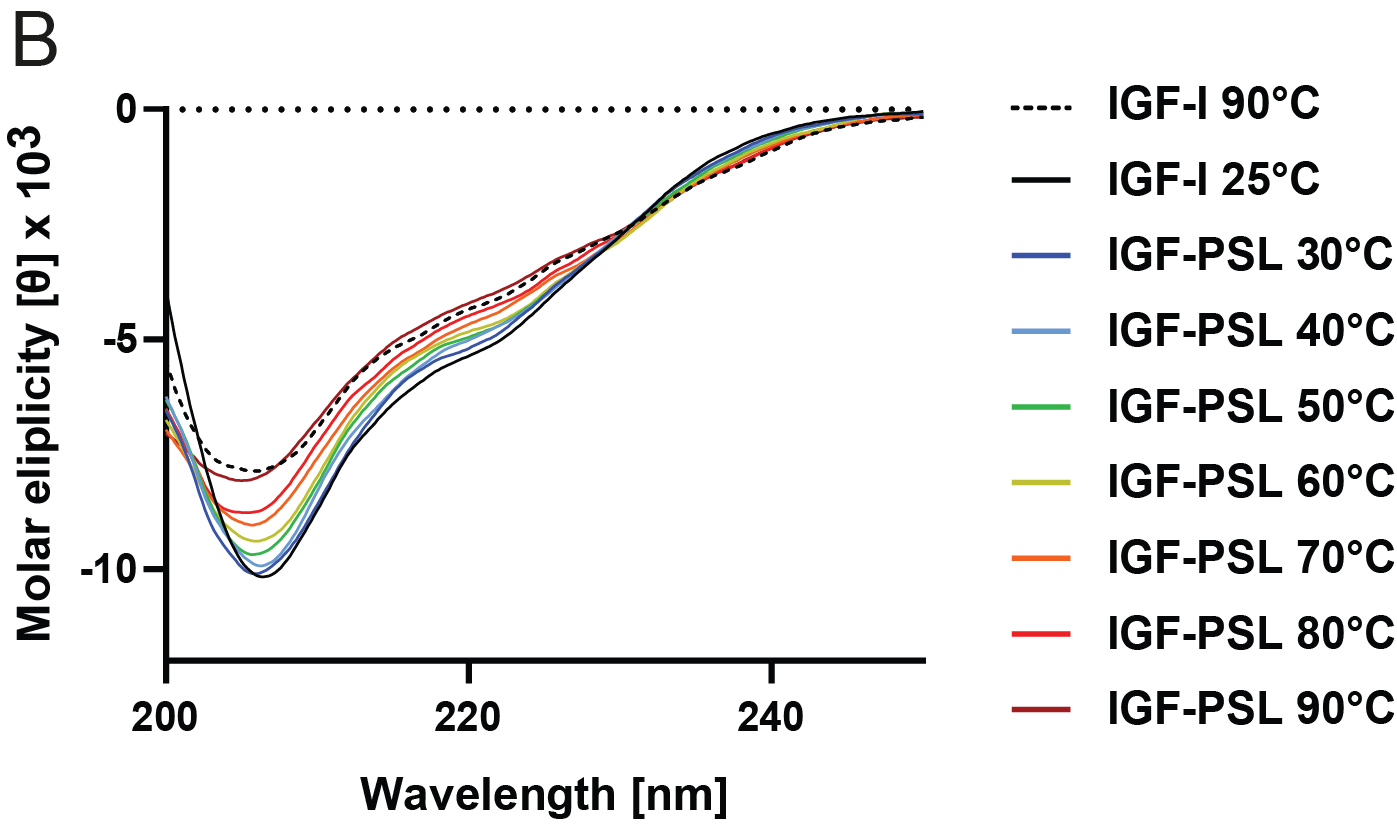 B
0
-5
-10
Molar elipticity [θ] x 10³
200
220
240
Wavelength [nm]
IGF-I 90°C
IGF-I 25°C
IGF-PSL 30°C
IGF-PSL 40°C
IGF-PSL 50°C
IGF-PSL 60°C
IGF-PSL 70°C
IGF-PSL 80°C
IGF-PSL 90°C